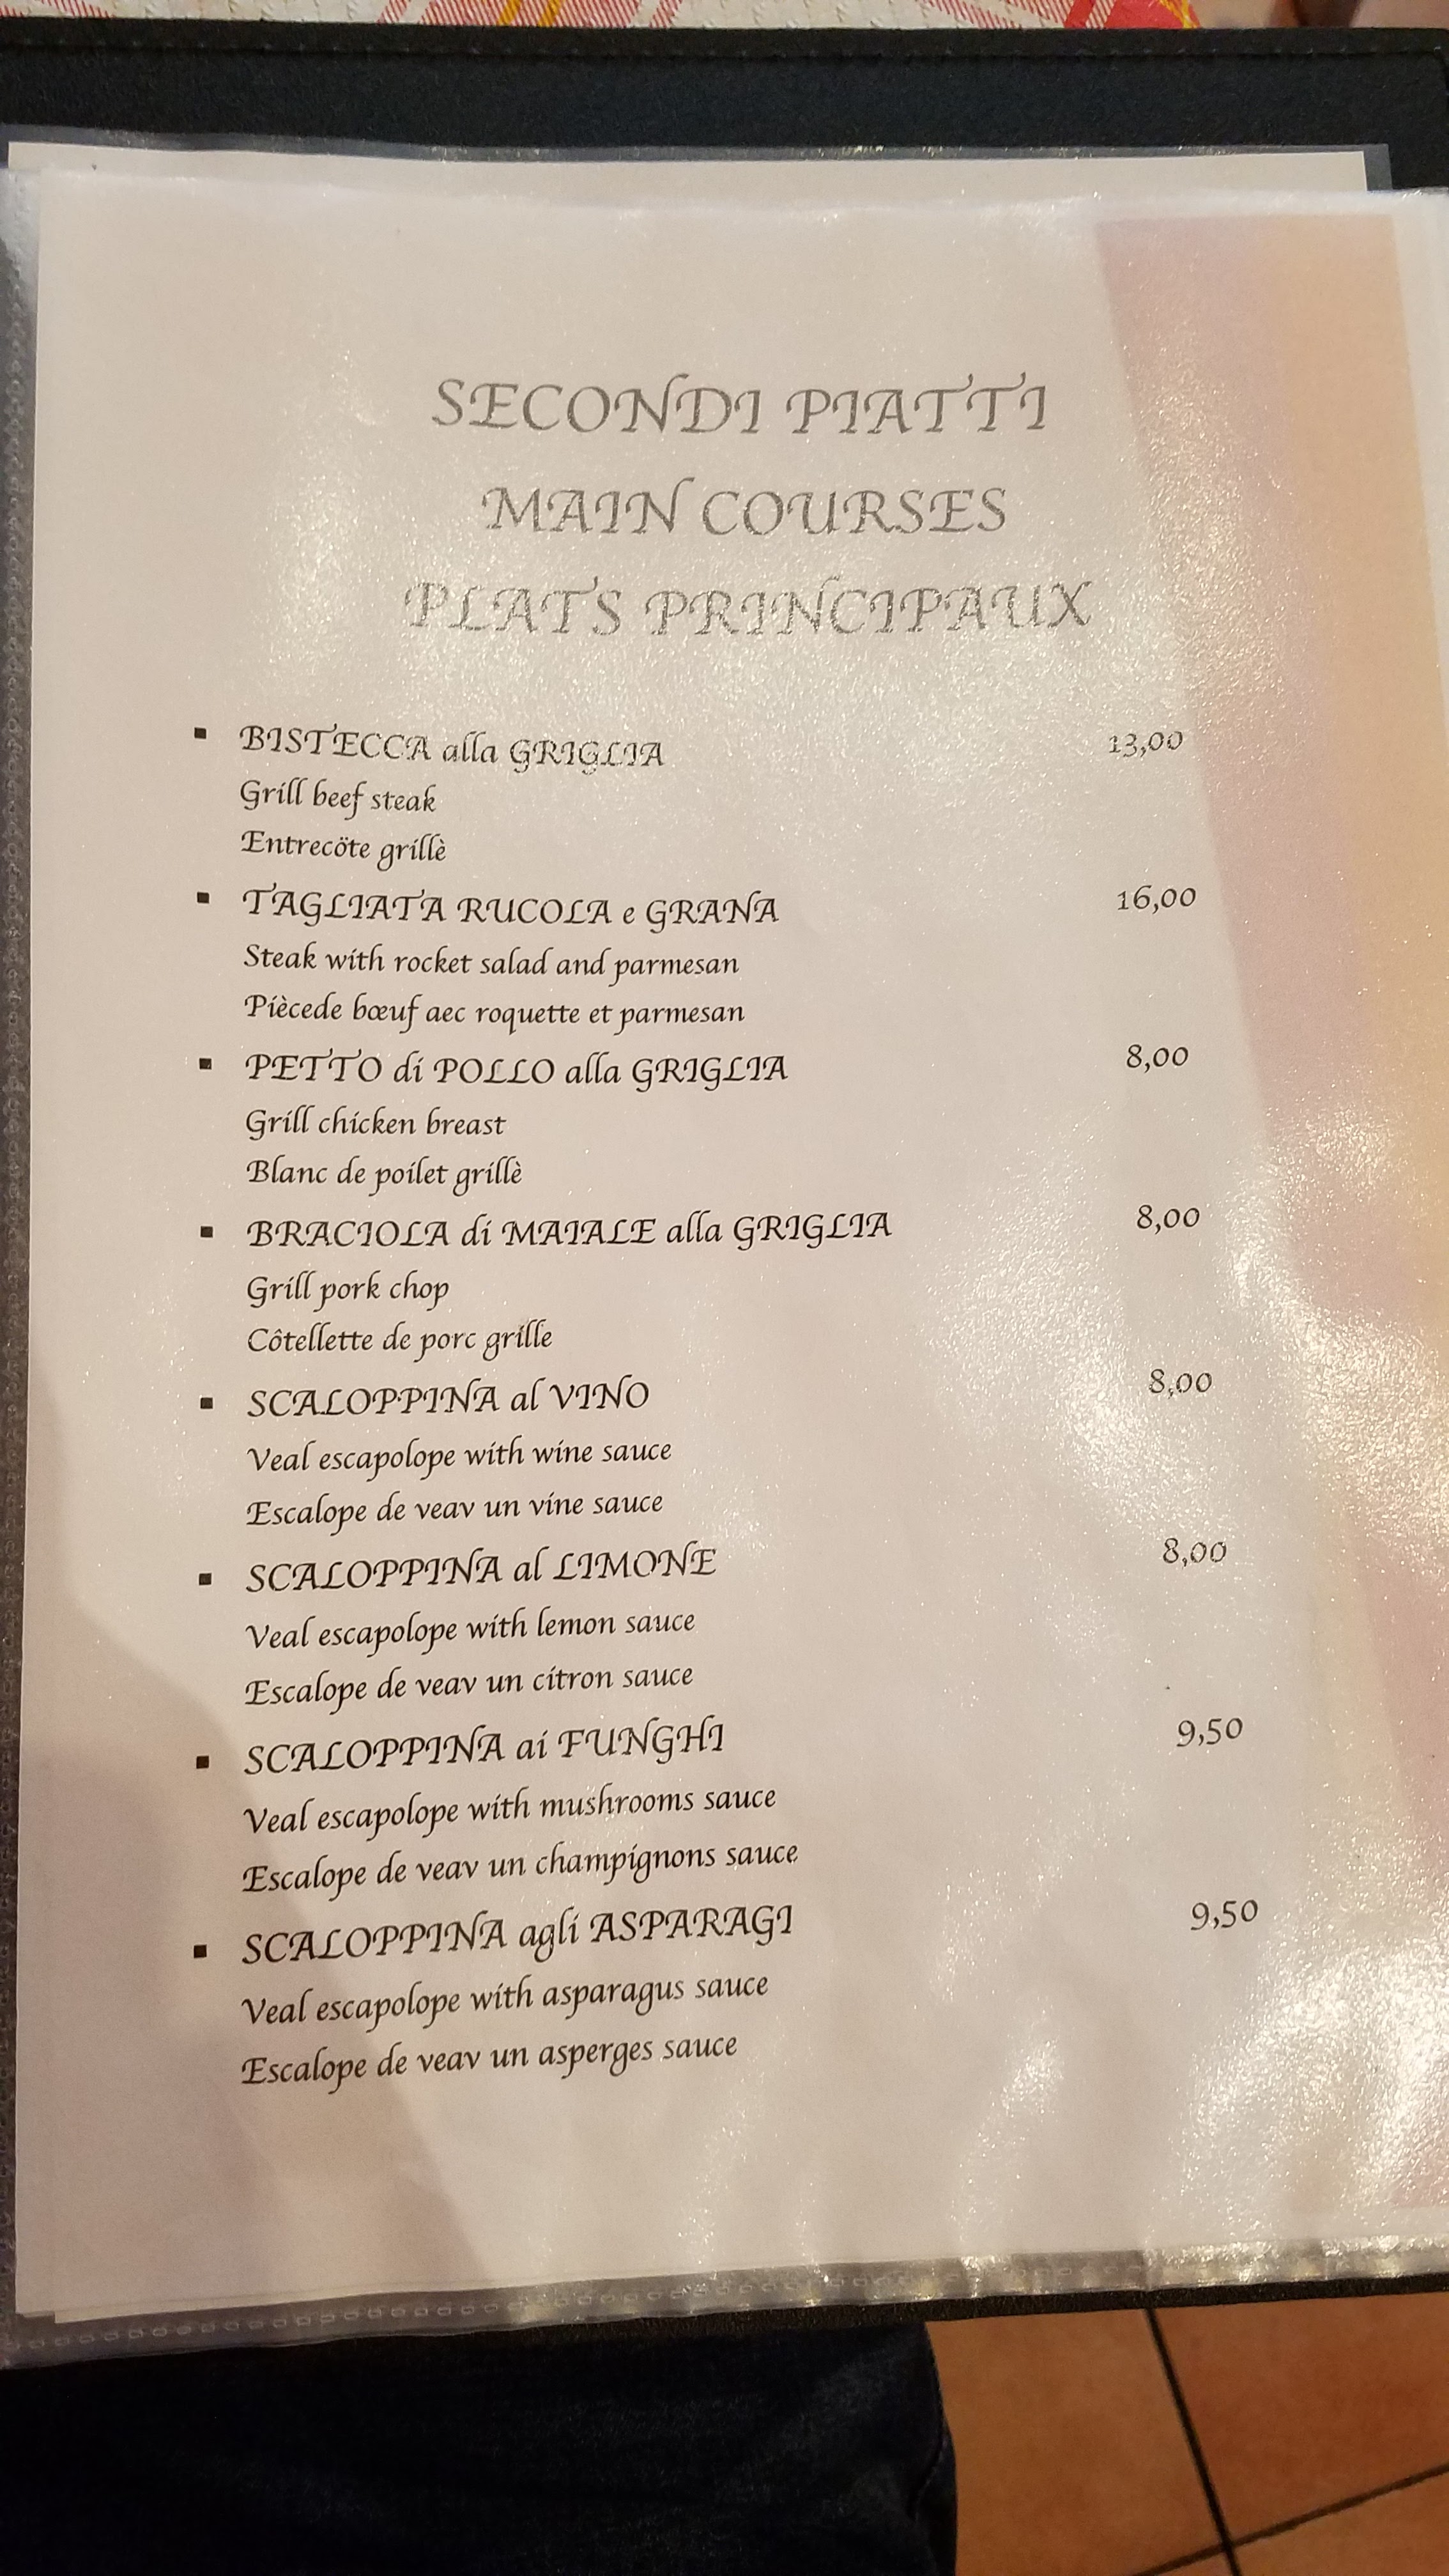 SECONDI PIATTI
MAIN COURSES
PLATS PRINCIPAUX
▪ BISTECCA alla GRIGLIA 13,00
Grill beef steak
Entrecöte grillè
▪ TAGLIATA RUCOLA e GRANA 16,00
Steak with rocket salad and parmesan
Piècede bœuf aec roquette et parmesan
▪ PETTO di POLLO alla GRIGLIA 8,00
Grill chicken breast
Blanc de poilet grillè
▪ BRACIOLA di MAIALE alla GRIGLIA 8,00
Grill pork chop
Côtellette de porc grille
▪ SCALOPPINA al VINO 8,00
Veal escapolope with wine sauce
Escalope de veav un vine sauce
▪ SCALOPPINA al LIMONE 8,00
Veal escapolope with lemon sauce
Escalope de veav un citron sauce
▪ SCALOPPINA ai FUNGHI 9,50
Veal escapolope with mushrooms sauce
Escalope de veav un champignons sauce
▪ SCALOPPINA agli ASPARAGI 9,50
Veal escapolope with asparagus sauce
Escalope de veav un asperges sauce